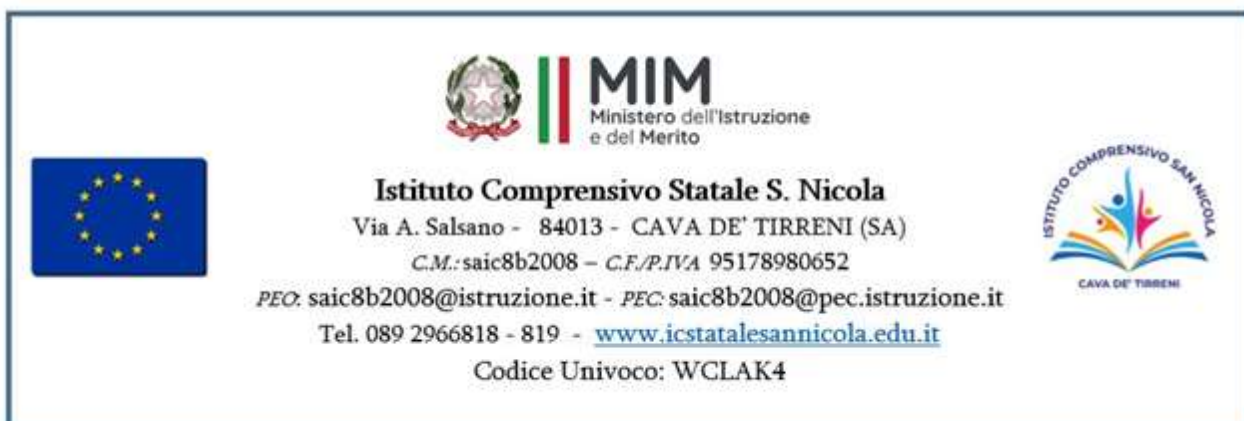 MIM
Ministero dell'Istruzione
e del Merito
Istituto Comprensivo Statale S. Nicola
Via A. Salsano - 84013 - CAVA DE' TIRRENI (SA)
C.M.: saic8b2008 – C.F./P.IVA 95178980652
PEO: saic8b2008@istruzione.it - PEC: saic8b2008@pec.istruzione.it
Tel. 089 2966818 - 819 - www.icstatalesannicola.edu.it
Codice Univoco: WCLAK4
ISTITUTO COMPRENSIVO SAN NICOLA
CAVA DE' TIRRENI